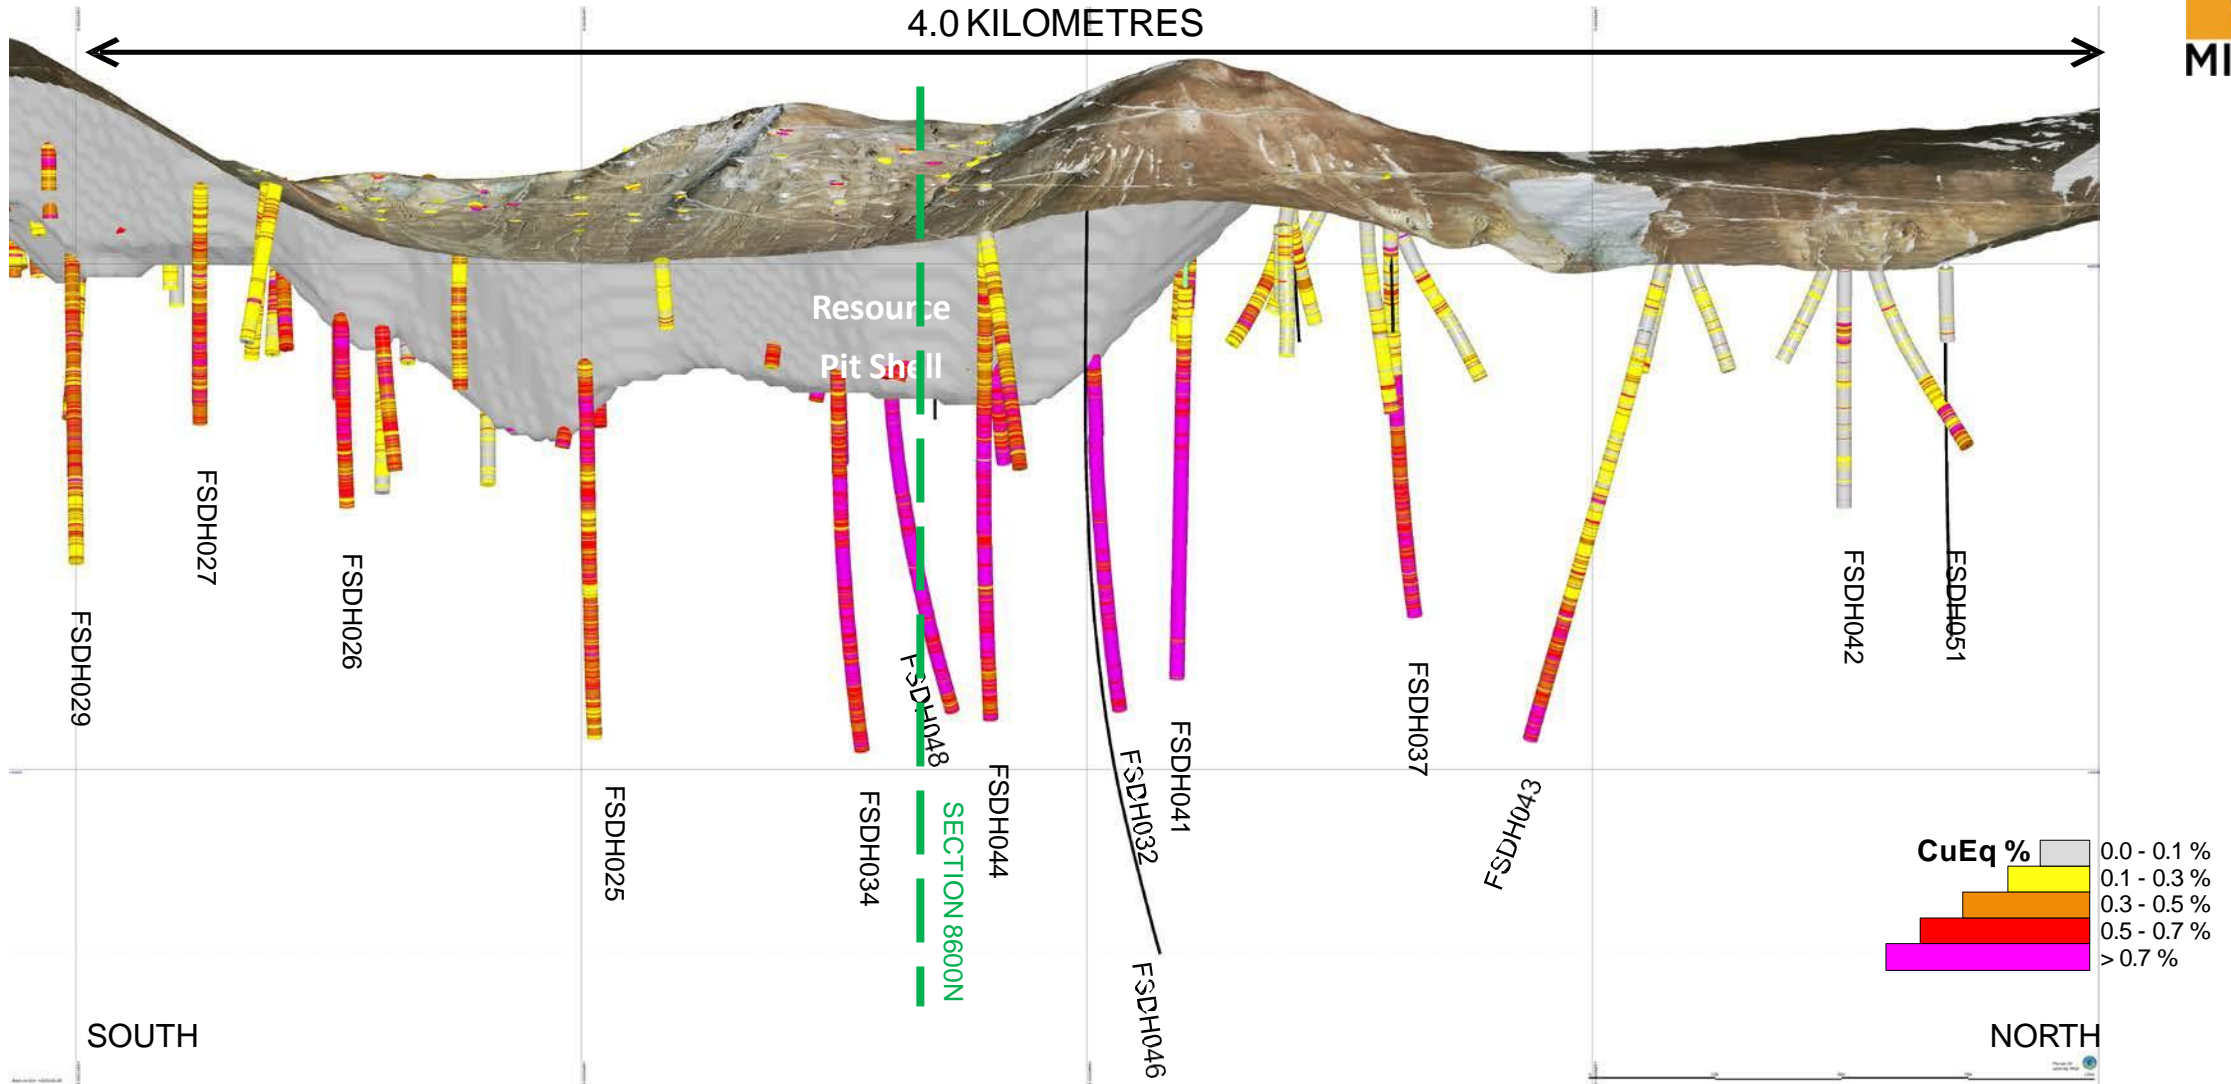 4.0 KILOMETRES
MI
Resource
Pit Shell
FSDH029
FSDH027
FSDH026
FSDH025
FSDH034
FSDH048
SECTION 8600N
FSDH044
FSDH032
FSDH046
FSDH041
FSDH037
FSDH043
FSDH042
FSDH051
CuEq %
0.0 - 0.1 %
0.1 - 0.3 %
0.3 - 0.5 %
0.5 - 0.7 %
> 0.7 %
SOUTH
NORTH